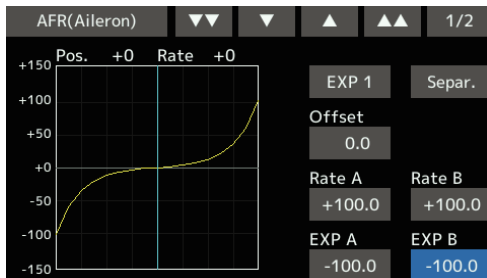 AFR(Aileron) ▼▼ ▼ ▲ ▲▲ 1/2
Pos. +0 Rate +0
+150
+100
+50
+0
-50
-100
-150
EXP 1 Separ.
Offset
0.0
Rate A Rate B
+100.0 +100.0
EXP A EXP B
-100.0 -100.0